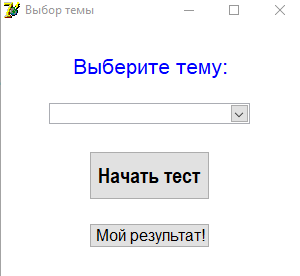 Выбор темы
Выберите тему:
Начать тест
Мой результат!